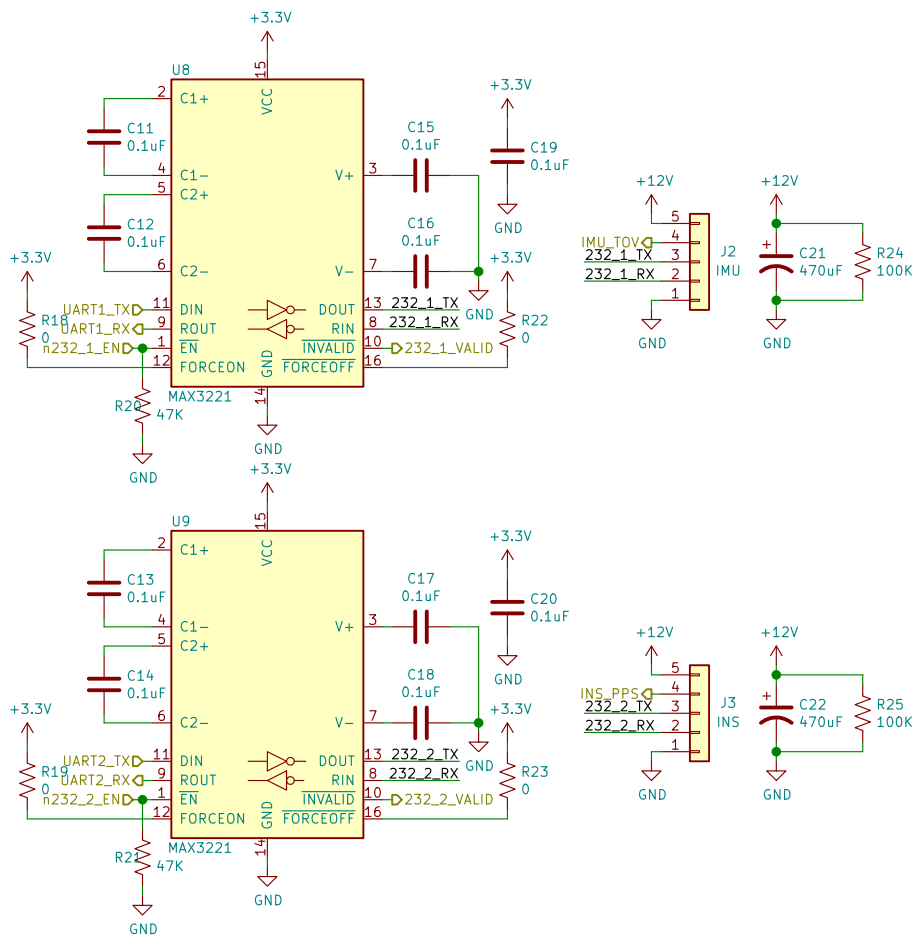 +3.3V
U8
15
VCC
2
C1+
+3.3V
C11
0.1uF
C15
0.1uF
C19
0.1uF
4
C1-
V+
3
5
C2+
GND
+12V
+12V
C12
0.1uF
C16
0.1uF
IMU_TOV
5
4
J2
IMU
C21
470uF
R24
100K
+3.3V
6
C2-
V-
7
+3.3V
232_1_TX
3
232_1_RX
2
1
GND
GND
GND
UART1_TX
11
DIN
DOUT
13
232_1_TX
R18
0
UART1_RX
9
ROUT
RIN
8
232_1_RX
R22
0
n232_1_EN
1
EN
INVALID
10
232_1_VALID
12
FORCEON
GND
FORCEOFF
16
R20
47K
MAX3221
14
GND
GND
+3.3V
U9
15
VCC
2
C1+
+3.3V
C13
0.1uF
C17
0.1uF
C20
0.1uF
4
C1-
V+
3
5
C2+
GND
+12V
+12V
C14
0.1uF
C18
0.1uF
INS_PPS
5
4
J3
INS
C22
470uF
R25
100K
+3.3V
6
C2-
V-
7
+3.3V
232_2_TX
3
232_2_RX
2
1
GND
GND
GND
UART2_TX
11
DIN
DOUT
13
232_2_TX
R19
0
UART2_RX
9
ROUT
RIN
8
232_2_RX
R23
0
n232_2_EN
1
EN
INVALID
10
232_2_VALID
12
FORCEON
GND
FORCEOFF
16
R21
47K
MAX3221
14
GND
GND